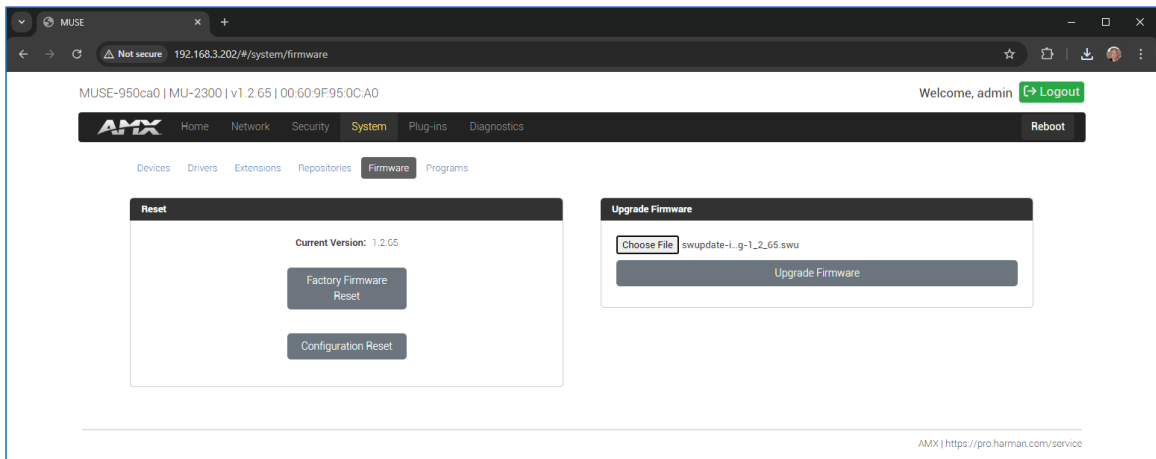 MUSE
Not secure 192.168.3.202/#/system/firmware
MUSE-950ca0 | MU-2300 | v1.2.65 | 00:60:9F:95:0C:A0
Welcome, admin Logout
AMX Home Network Security System Plug-ins Diagnostics Reboot
Devices Drivers Extensions Repositories Firmware Programs
Reset
Current Version: 1.2.65
Factory Firmware
Reset
Configuration Reset
Upgrade Firmware
Choose File swupdate-i...g-1_2_65.swu
Upgrade Firmware
AMX | https://pro.harman.com/service